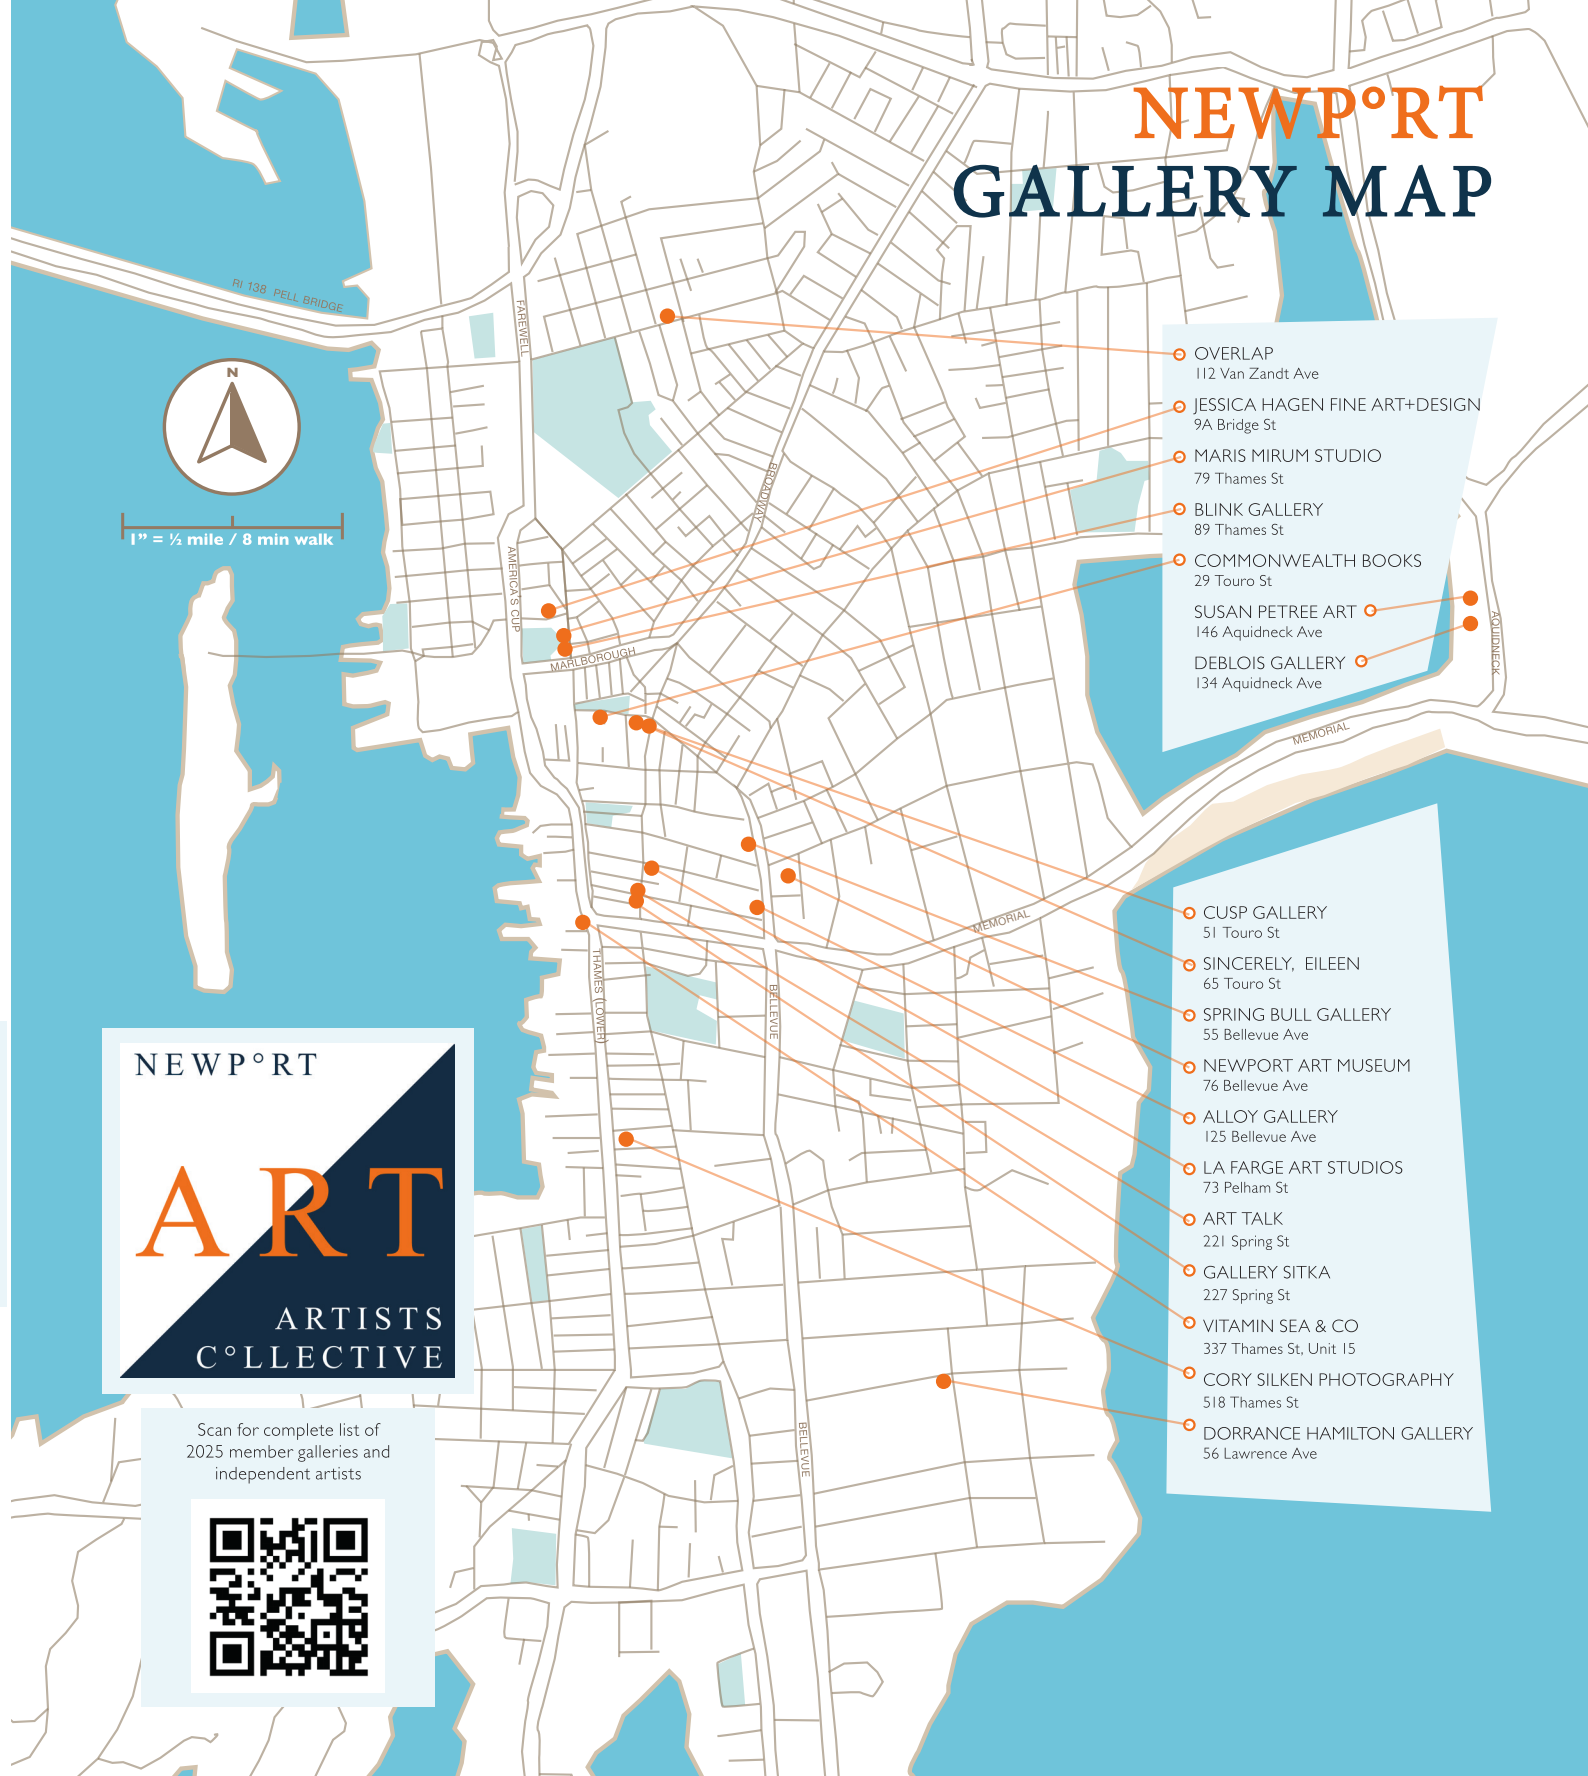 NEWP°RT
GALLERY MAP
RI 138 PELL BRIDGE
FAREWELL
N
1” = ½ mile / 8 min walk
BROADWAY
AMERICA'S CUP
MARLBOROUGH
OVERLAP
112 Van Zandt Ave
JESSICA HAGEN FINE ART+DESIGN
9A Bridge St
MARIS MIRUM STUDIO
79 Thames St
BLINK GALLERY
89 Thames St
COMMONWEALTH BOOKS
29 Touro St
SUSAN PETREE ART
146 Aquidneck Ave
DEBLOIS GALLERY
134 Aquidneck Ave
AQUIDNECK
MEMORIAL
MEMORIAL
THAMES (LOWER)
BELLEVUE
CUSP GALLERY
51 Touro St
SINCERELY, EILEEN
65 Touro St
SPRING BULL GALLERY
55 Bellevue Ave
NEWPORT ART MUSEUM
76 Bellevue Ave
ALLOY GALLERY
125 Bellevue Ave
LA FARGE ART STUDIOS
73 Pelham St
ART TALK
221 Spring St
GALLERY SITKA
227 Spring St
VITAMIN SEA & CO
337 Thames St, Unit 15
CORY SILKEN PHOTOGRAPHY
518 Thames St
DORRANCE HAMILTON GALLERY
56 Lawrence Ave
BELLEVUE
NEWP°RT
ART
ARTISTS
C°LLECTIVE
Scan for complete list of
2025 member galleries and
independent artists